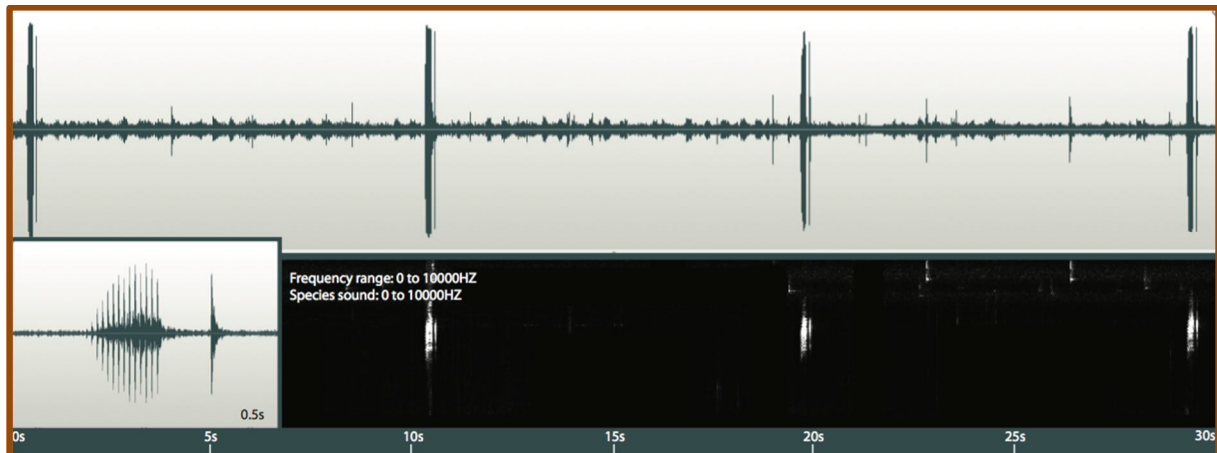 Frequency range: 0 to 10000HZ
Species sound: 0 to 10000HZ
0.5s
0s 5s 10s 15s 20s 25s 30s